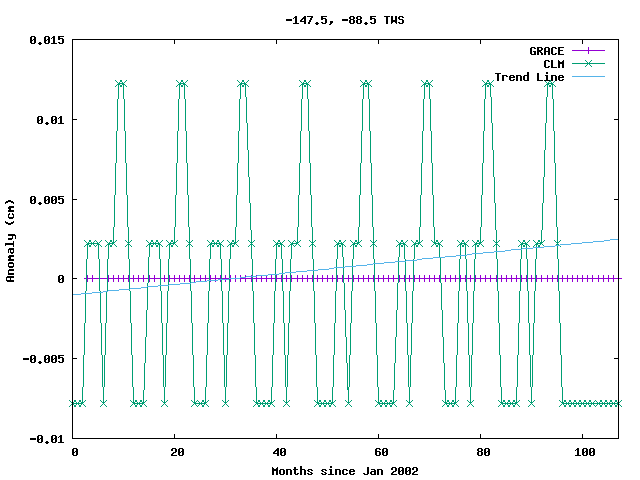 -147.5, -88.5 TWS
0.015
0.01
0.005
0
-0.005
-0.01
Anomaly (cm)
GRACE
CLM
Trend Line
0 20 40 60 80 100
Months since Jan 2002